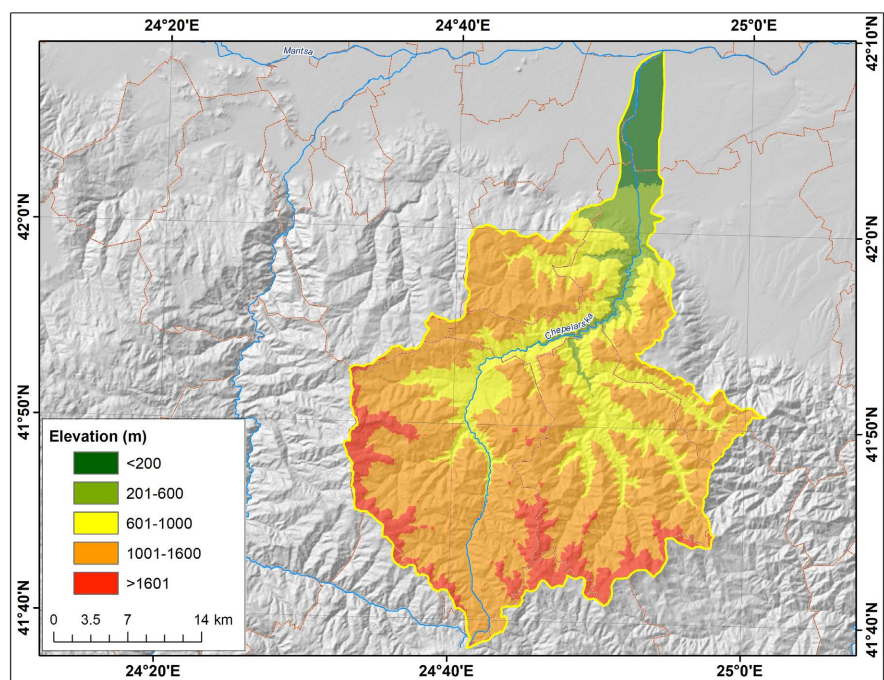 24°20'E 24°40'E 25°0'E
42°10'N
Maritsa
42°0'N
42°0'N
Chepelarska
41°50'N
41°50'N
Elevation (m)
<200
201-600
601-1000
1001-1600
>1601
0 3.5 7 14 km
41°40'N
41°40'N
24°20'E 24°40'E 25°0'E